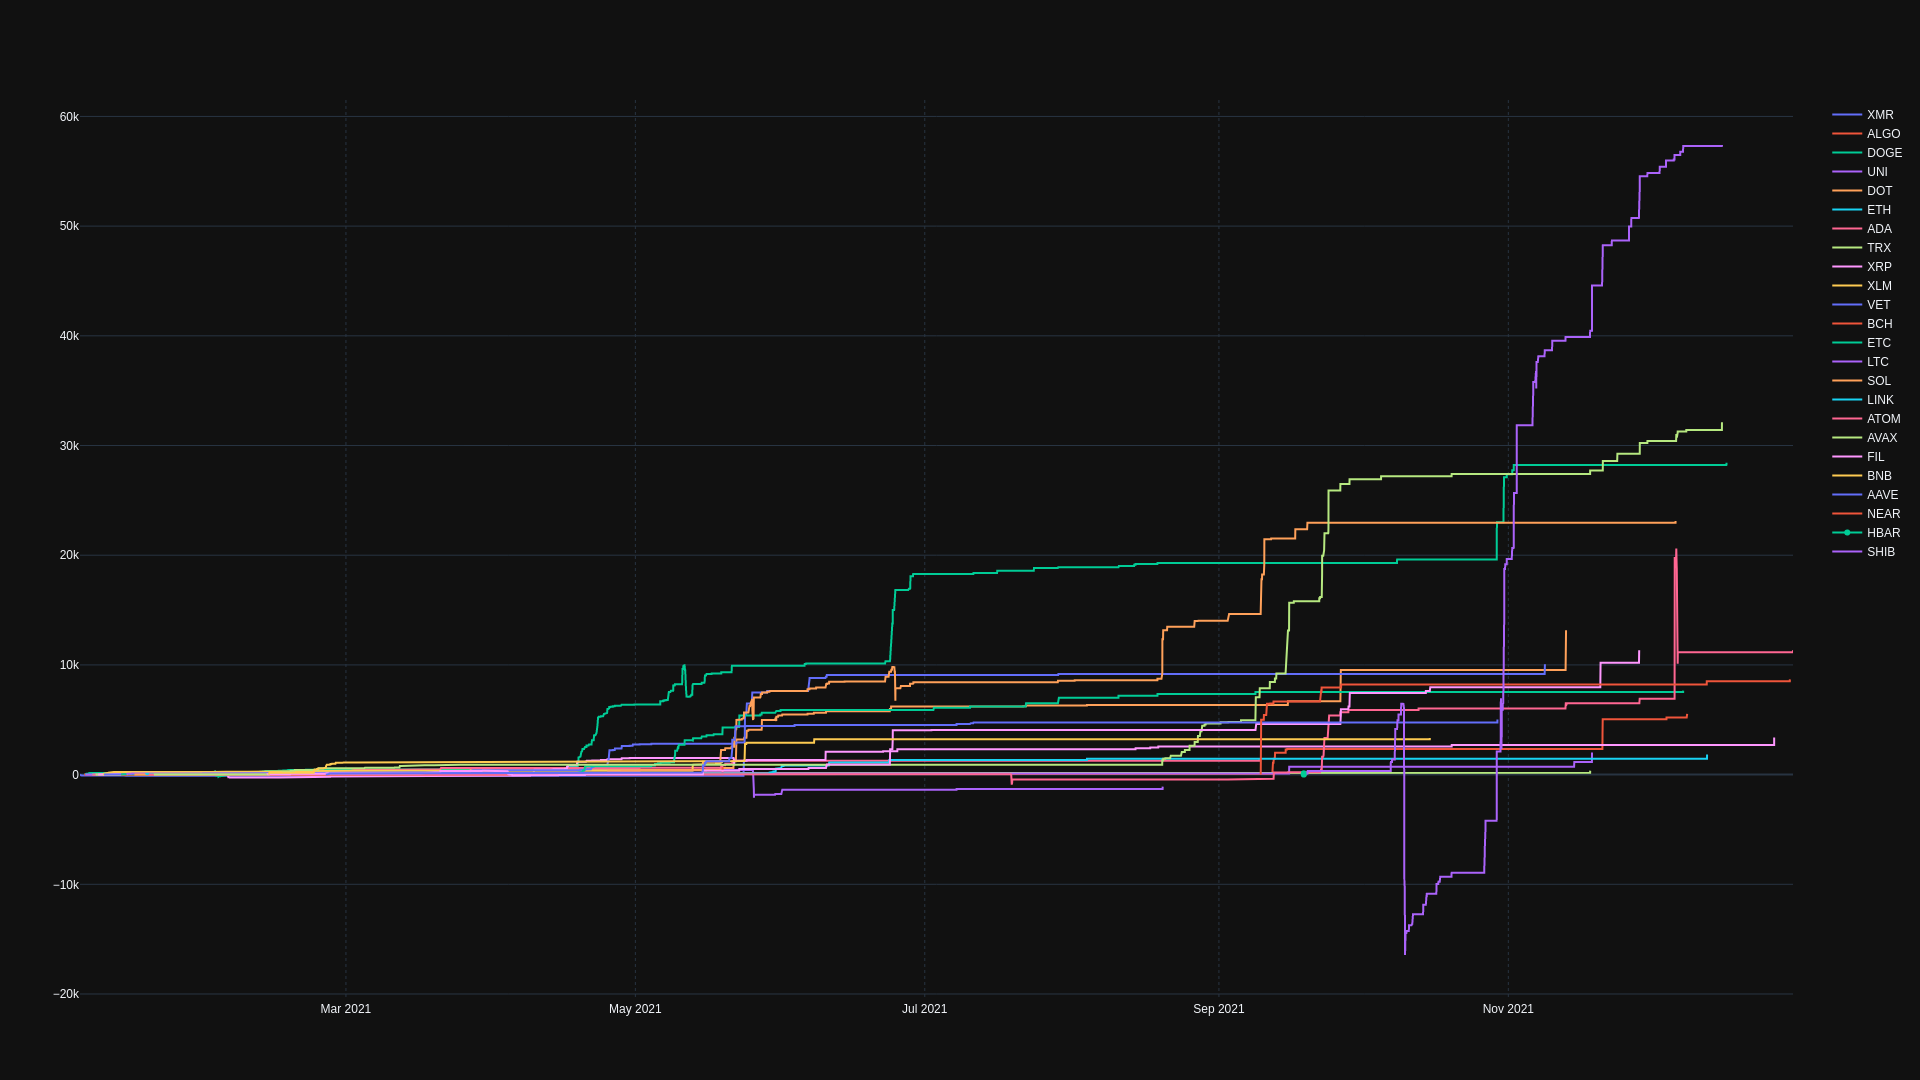 60k
50k
40k
30k
20k
10k
0
−10k
−20k
Mar 2021
May 2021
Jul 2021
Sep 2021
Nov 2021
XMR
ALGO
DOGE
UNI
DOT
ETH
ADA
TRX
XRP
XLM
VET
BCH
ETC
LTC
SOL
LINK
ATOM
AVAX
FIL
BNB
AAVE
NEAR
HBAR
SHIB